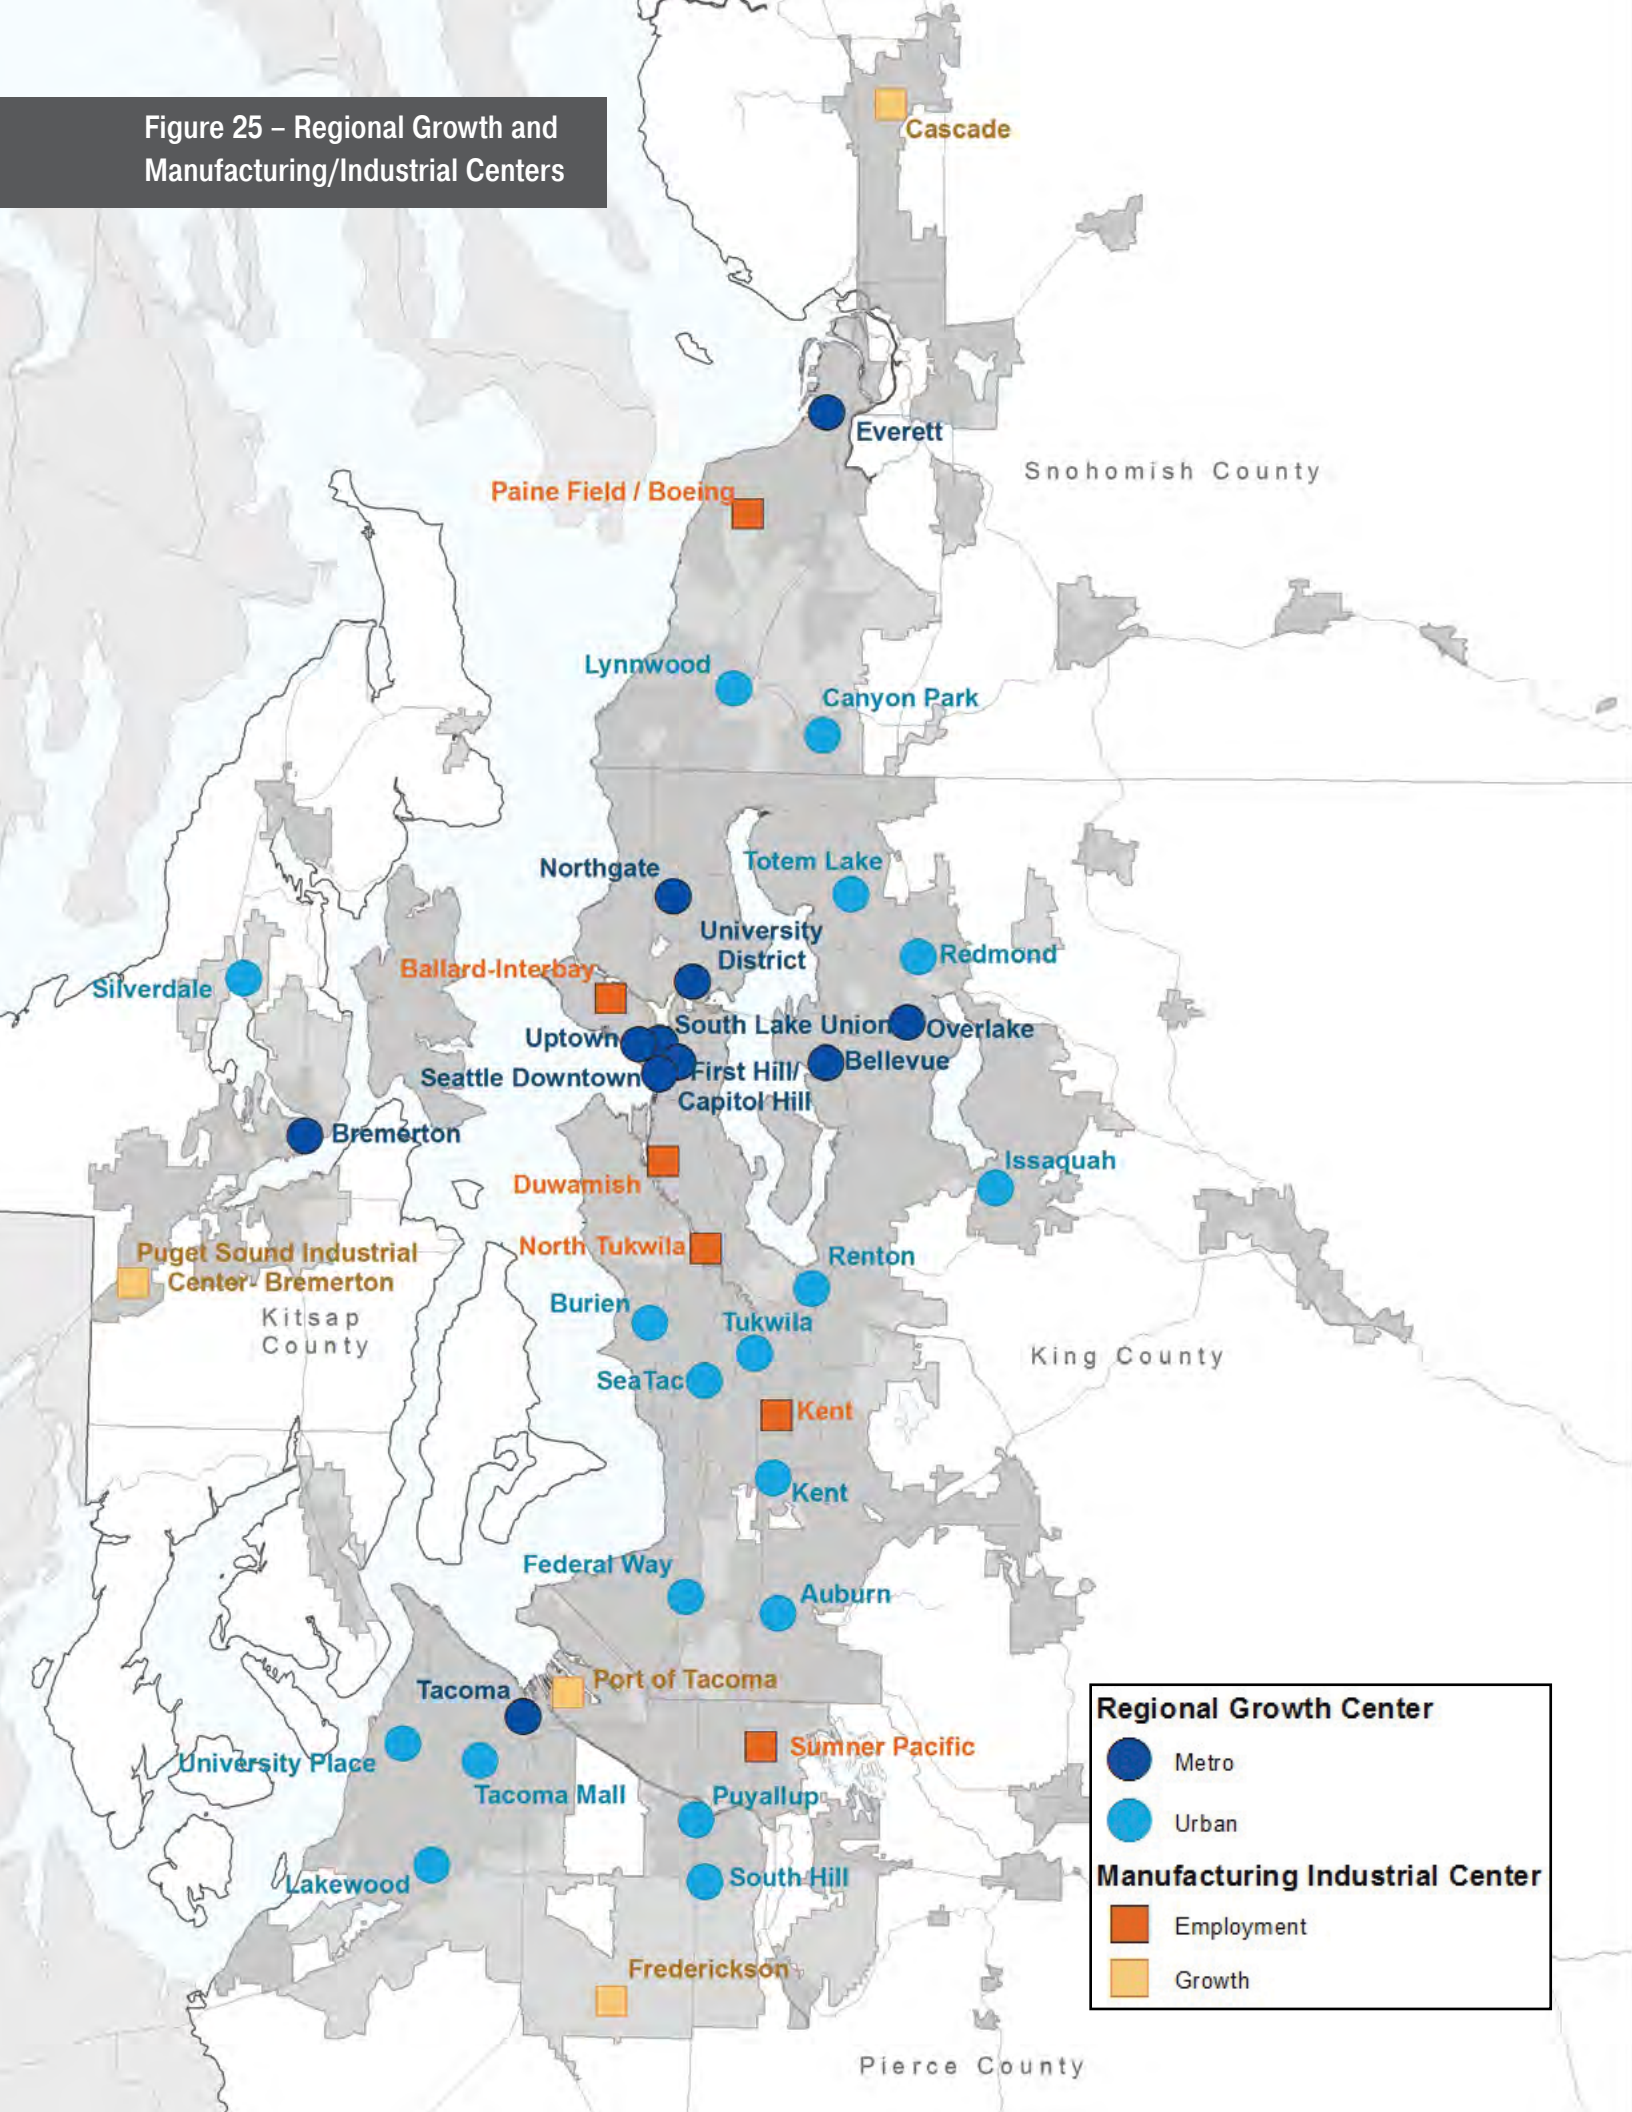 Figure 25 – Regional Growth and
Manufacturing/Industrial Centers
Cascade
Everett
Snohomish County
Paine Field / Boeing
Lynnwood
Canyon Park
Northgate
Totem Lake
University
District
Redmond
Ballard-Interbay
Silverdale
South Lake Union
Overlake
Uptown
Bellevue
Seattle Downtown
First Hill/
Capitol Hill
Bremerton
Issaquah
Duwamish
North Tukwila
Renton
Puget Sound Industrial
Center- Bremerton
Kitsap
County
Burien
Tukwila
King County
SeaTac
Kent
Kent
Federal Way
Auburn
Port of Tacoma
Tacoma
Sumner Pacific
University Place
Tacoma Mall
Puyallup
South Hill
Lakewood
Frederickson
Pierce County
Regional Growth Center
Metro
Urban
Manufacturing Industrial Center
Employment
Growth